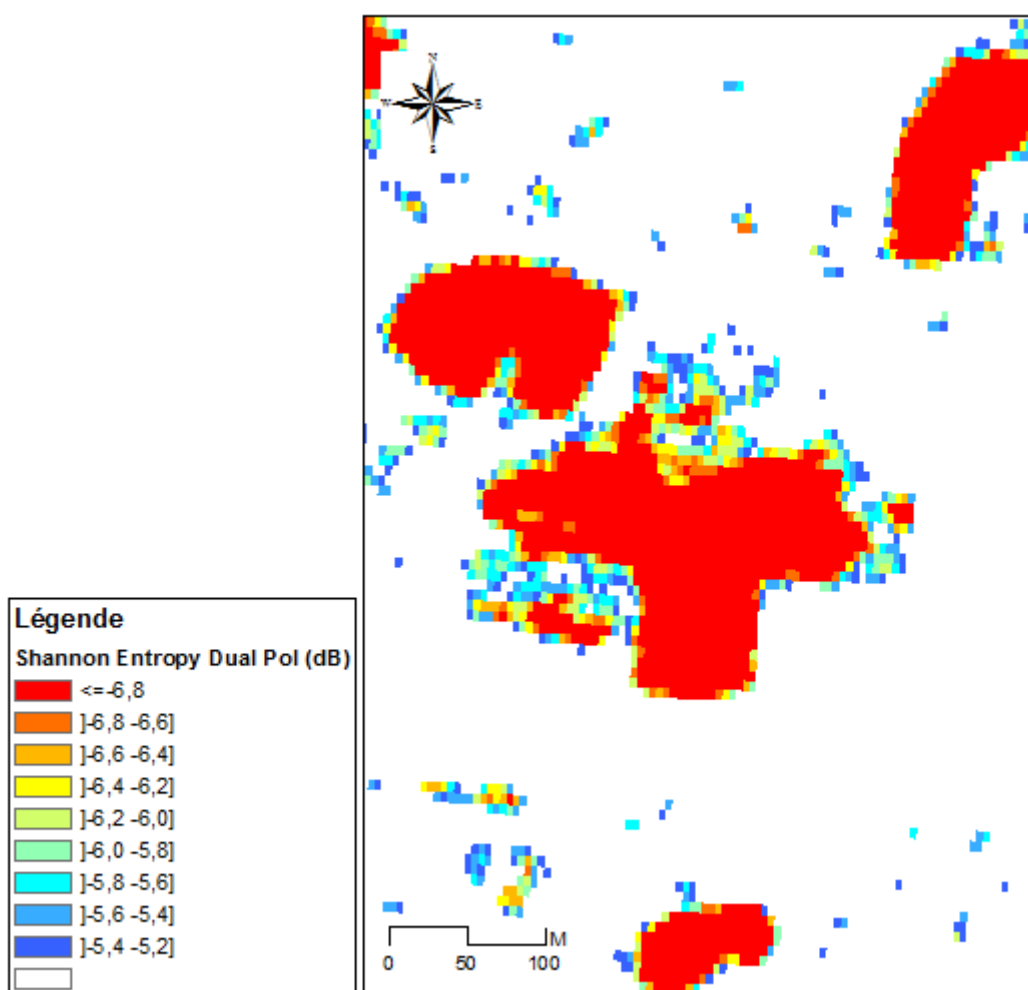 N
W E
S
Légende
Shannon Entropy Dual Pol (dB)
<=-6,8
]-6,8 -6,6]
]-6,6 -6,4]
]-6,4 -6,2]
]-6,2 -6,0]
]-6,0 -5,8]
]-5,8 -5,6]
]-5,6 -5,4]
]-5,4 -5,2]
M
0 50 100